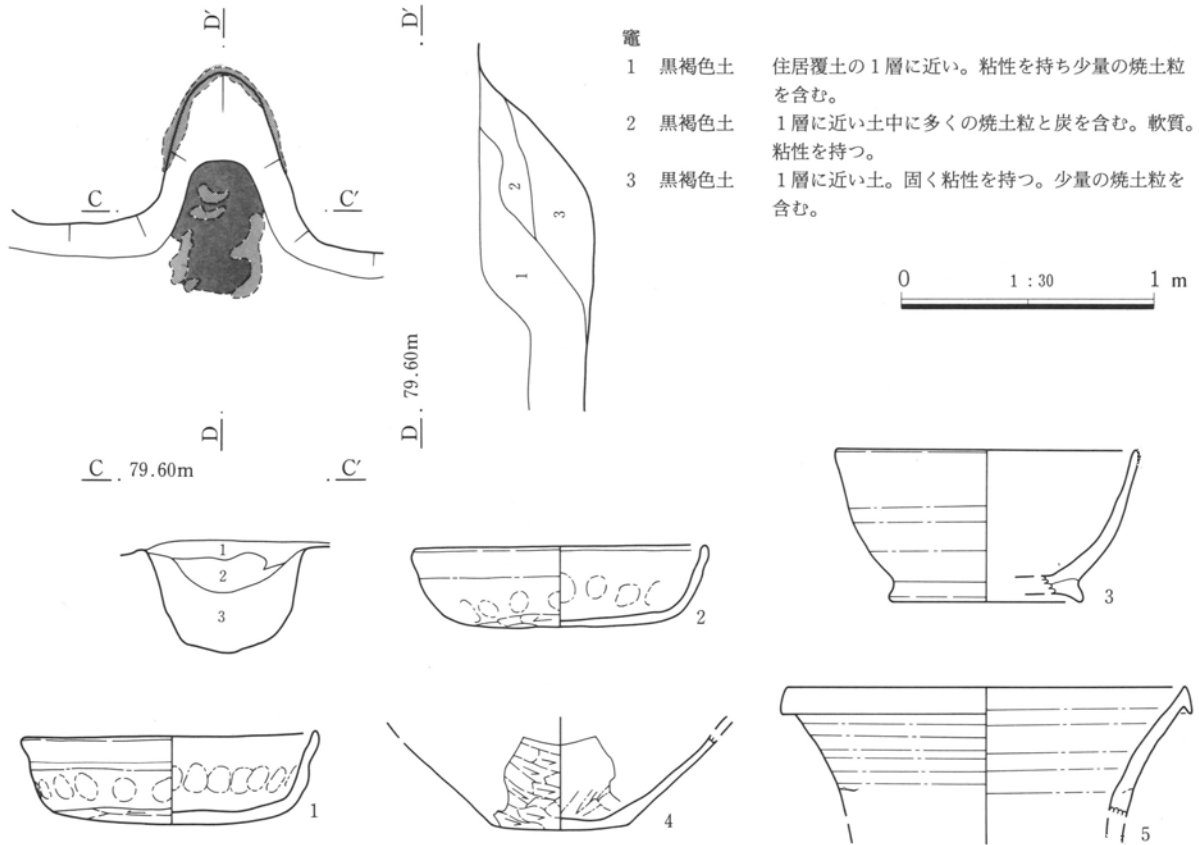 竈
1 黒褐色土 住居覆土の1層に近い。粘性を持ち少量の焼土粒
を含む。
2 黒褐色土 1層に近い土中に多くの焼土粒と炭を含む。軟質。
粘性を持つ。
3 黒褐色土 1層に近い土。固く粘性を持つ。少量の焼土粒を
含む。
D′
D′
C
C′
2
3
1
0 1:30 1 m
79.60m
D
D
C 79.60m C′
1
2
3
2
3
1
4
5